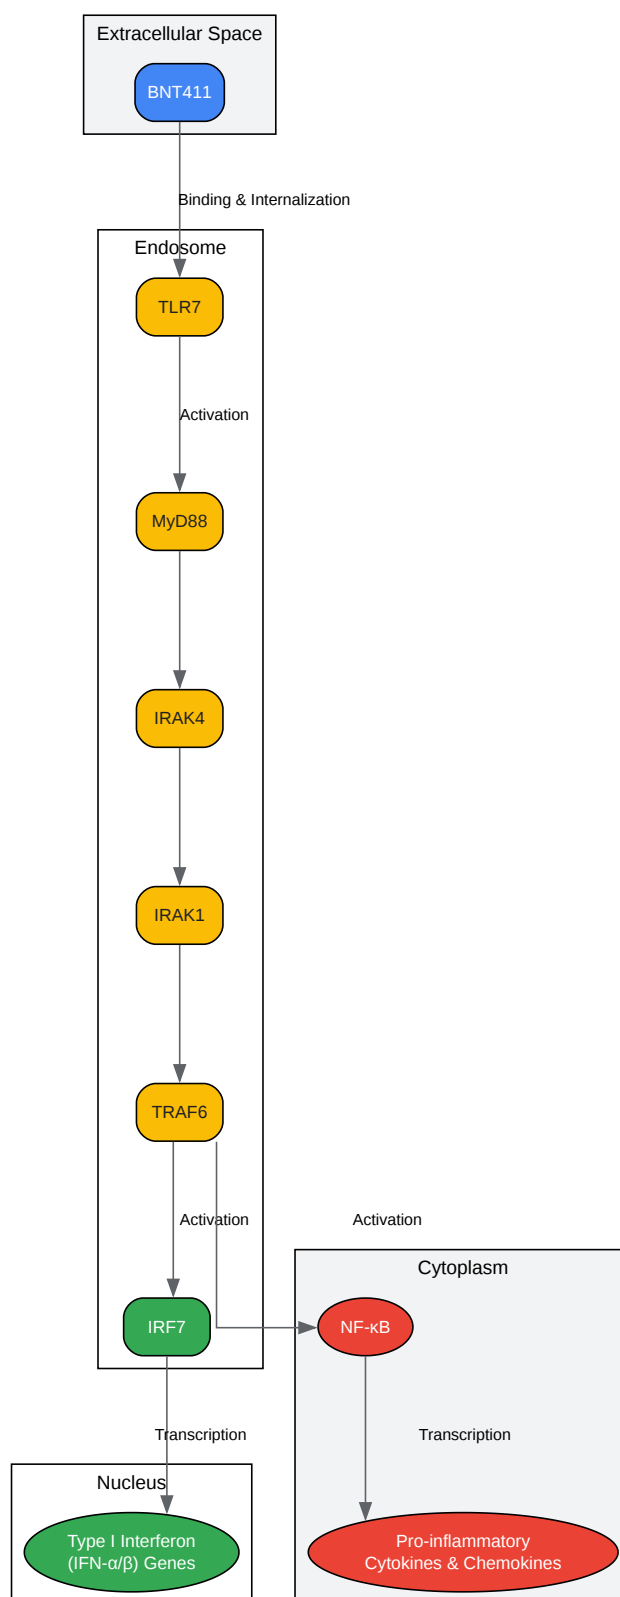 Extracellular Space
BNT411
Binding & Internalization
Endosome
TLR7
Activation
MyD88
IRAK4
IRAK1
TRAF6
Activation
Activation
Cytoplasm
IRF7
NF-κB
Transcription
Transcription
Nucleus
Type I Interferon
(IFN-α/β) Genes
Pro-inflammatory
Cytokines & Chemokines